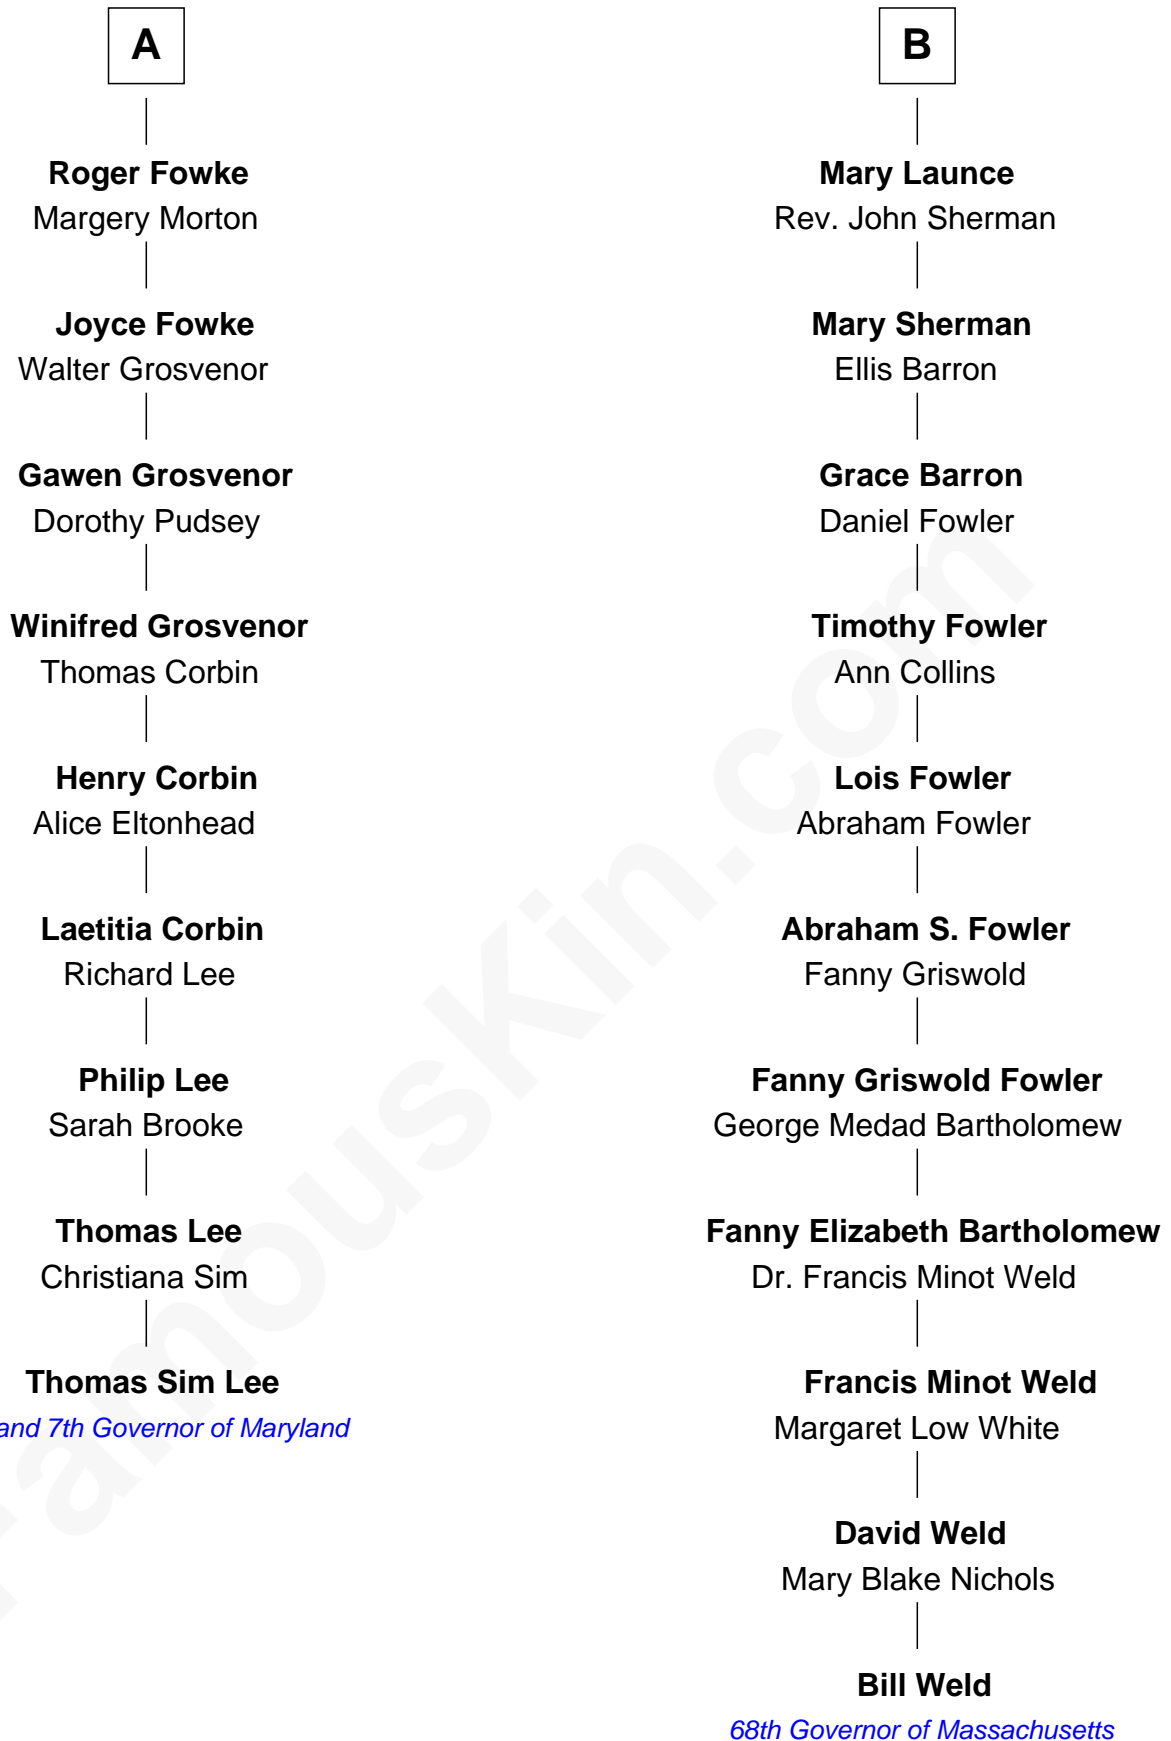 A
Roger Fowke
Margery Morton
Joyce Fowke
Walter Grosvenor
Gawen Grosvenor
Dorothy Pudsey
Winifred Grosvenor
Thomas Corbin
Henry Corbin
Alice Eltonhead
Laetitia Corbin
Richard Lee
Philip Lee
Sarah Brooke
Thomas Lee
Christiana Sim
Thomas Sim Lee
and 7th Governor of Maryland
B
Mary Launce
Rev. John Sherman
Mary Sherman
Ellis Barron
Grace Barron
Daniel Fowler
Timothy Fowler
Ann Collins
Lois Fowler
Abraham Fowler
Abraham S. Fowler
Fanny Griswold
Fanny Griswold Fowler
George Medad Bartholomew
Fanny Elizabeth Bartholomew
Dr. Francis Minot Weld
Francis Minot Weld
Margaret Low White
David Weld
Mary Blake Nichols
Bill Weld
68th Governor of Massachusetts
FamousKin.com